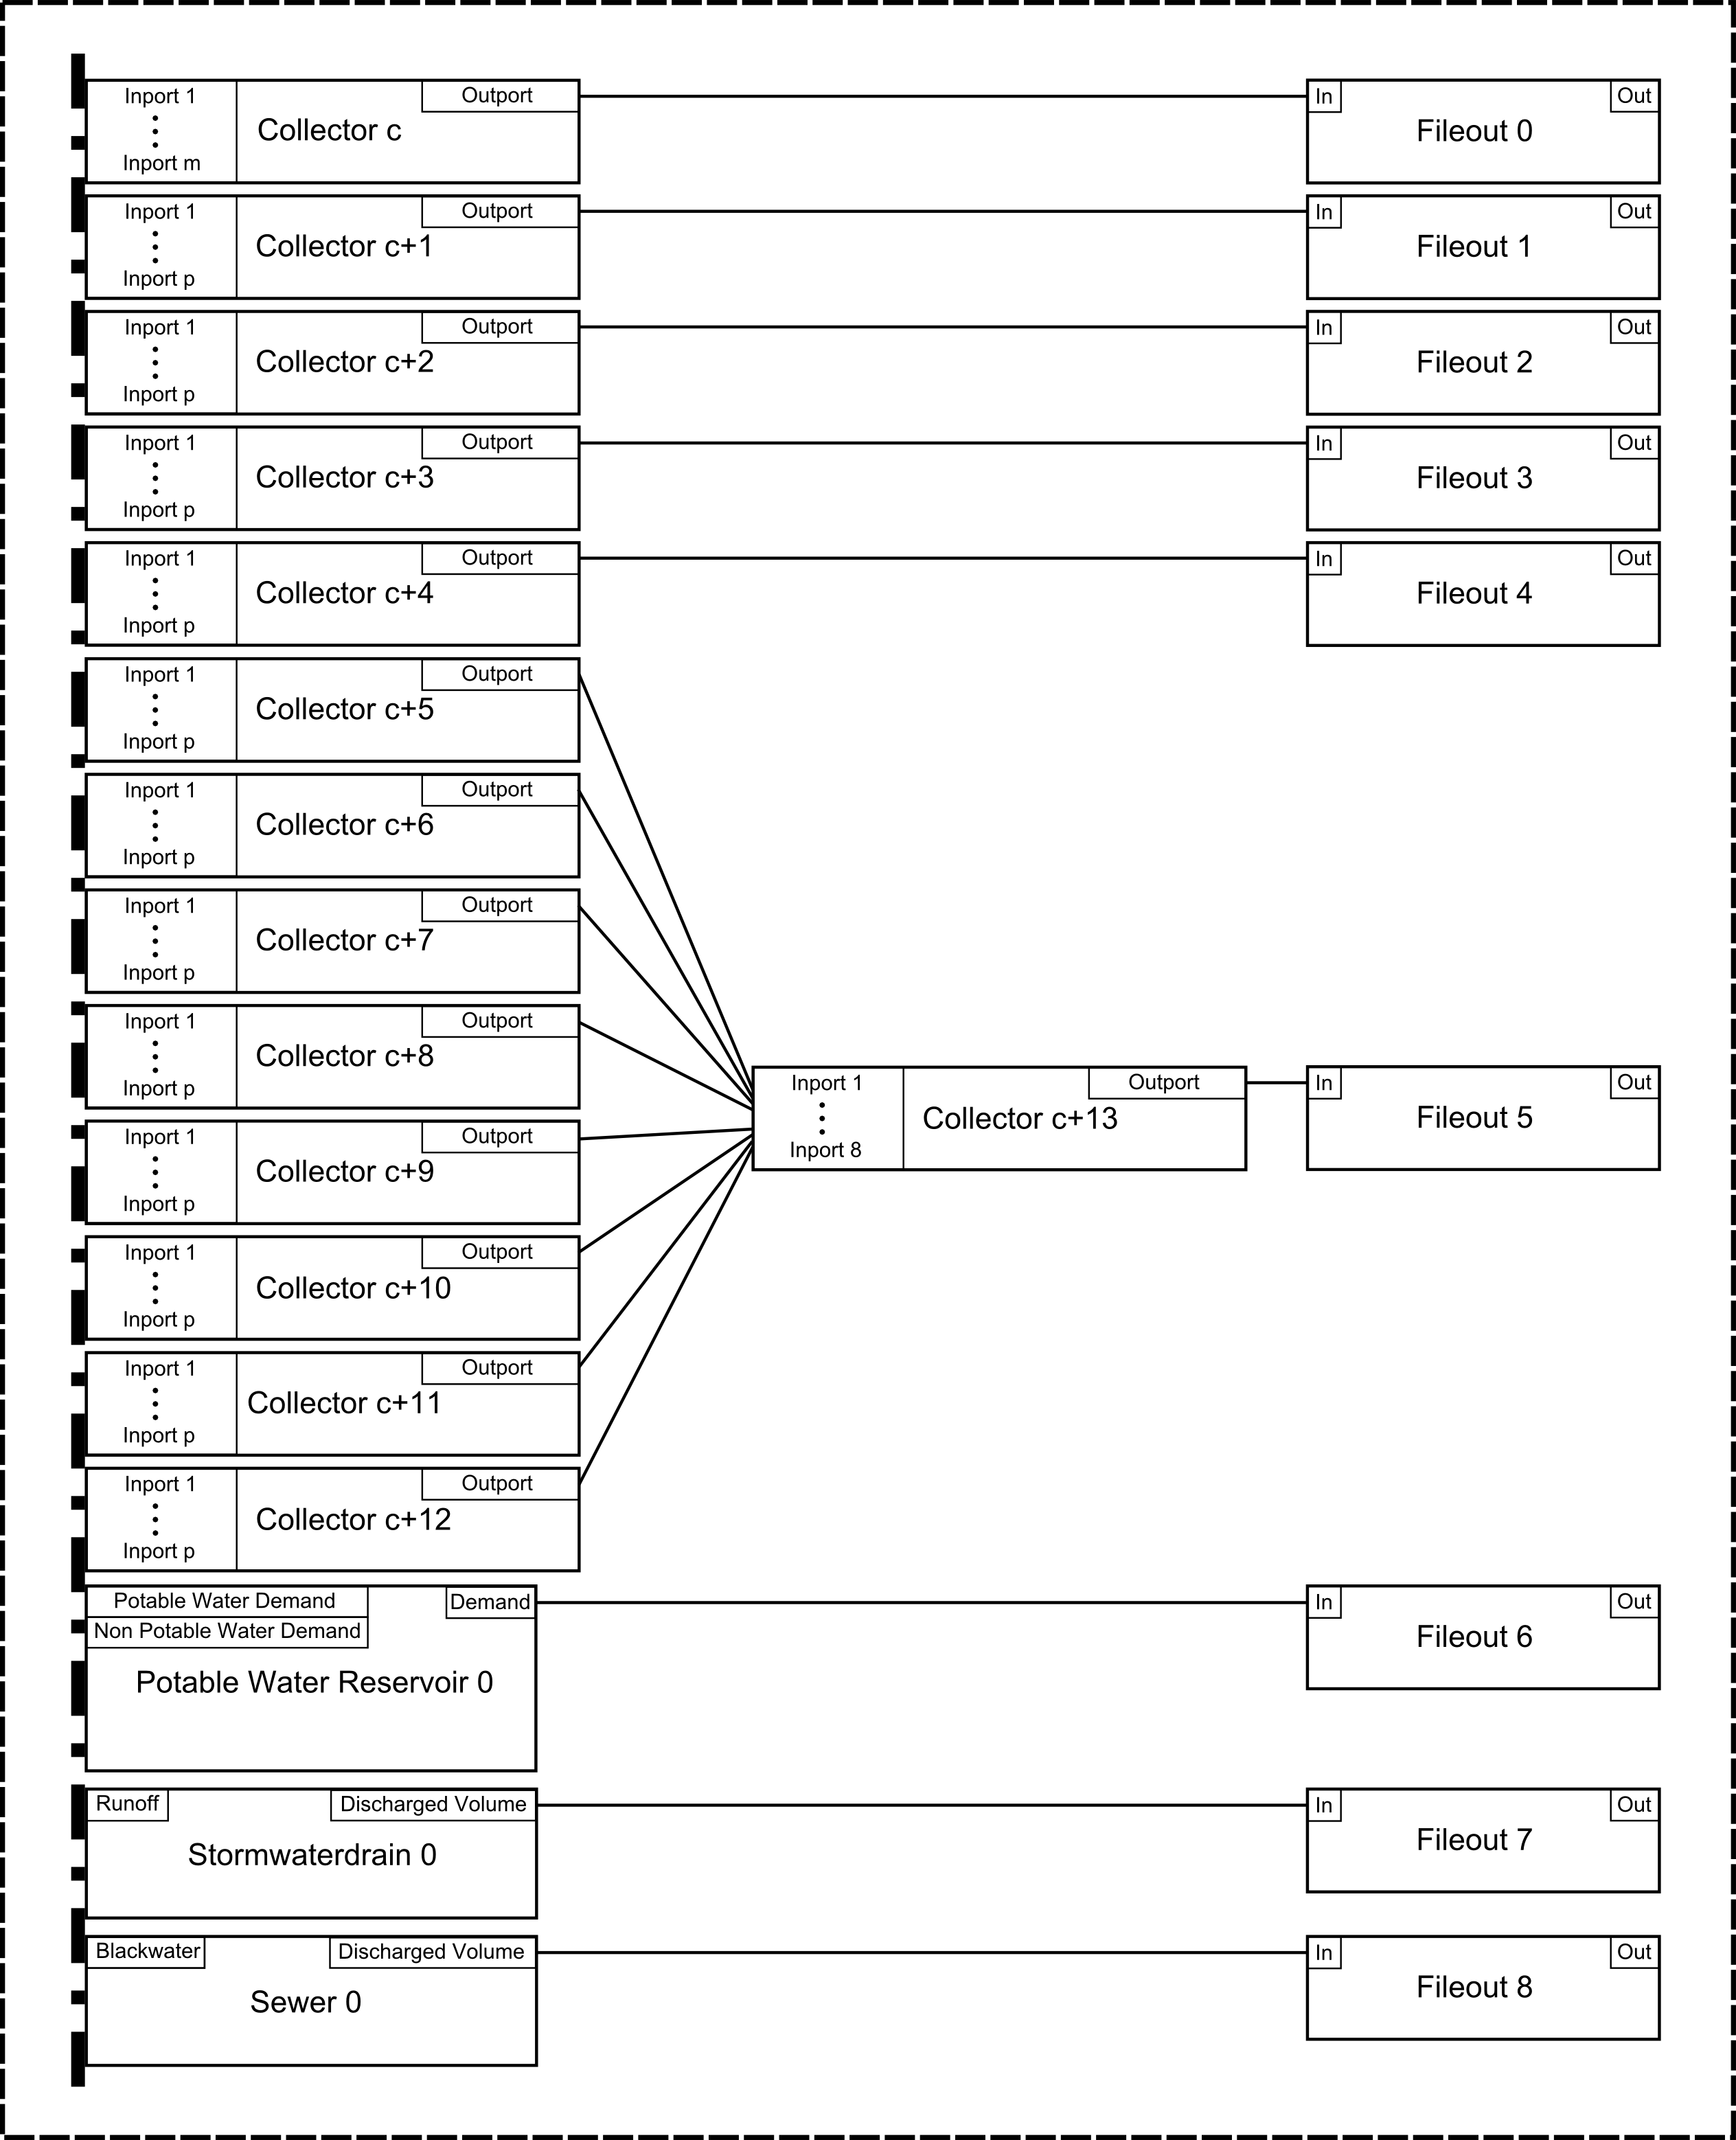 Inport 1
Inport m
Collector c
Outport
In
Out
Fileout 0
Inport 1
Inport p
Collector c+1
Outport
In
Out
Fileout 1
Inport 1
Inport p
Collector c+2
Outport
In
Out
Fileout 2
Inport 1
Inport p
Collector c+3
Outport
In
Out
Fileout 3
Inport 1
Inport p
Collector c+4
Outport
In
Out
Fileout 4
Inport 1
Inport p
Collector c+5
Outport
Inport 1
Inport p
Collector c+6
Outport
Inport 1
Inport p
Collector c+7
Outport
Inport 1
Inport p
Collector c+8
Outport
Inport 1
Inport 8
Collector c+13
Outport
In
Out
Fileout 5
Inport 1
Inport p
Collector c+9
Outport
Inport 1
Inport p
Collector c+10
Outport
Inport 1
Inport p
Collector c+11
Outport
Inport 1
Inport p
Collector c+12
Outport
Potable Water Demand
Non Potable Water Demand
Demand
Potable Water Reservoir 0
In
Out
Fileout 6
Runoff
Discharged Volume
Stormwaterdrain 0
In
Out
Fileout 7
Blackwater
Discharged Volume
Sewer 0
In
Out
Fileout 8